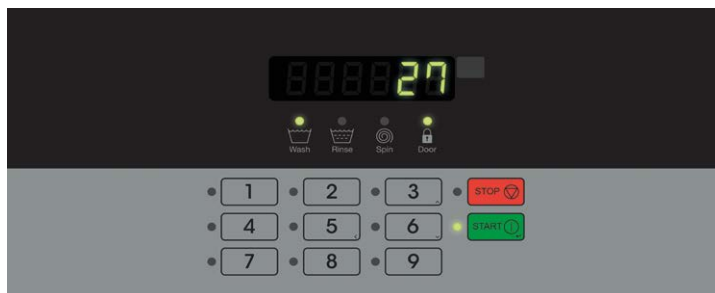 27
Wash Rinse Spin Door
1 2 3 STOP
4 5 6 START
7 8 9